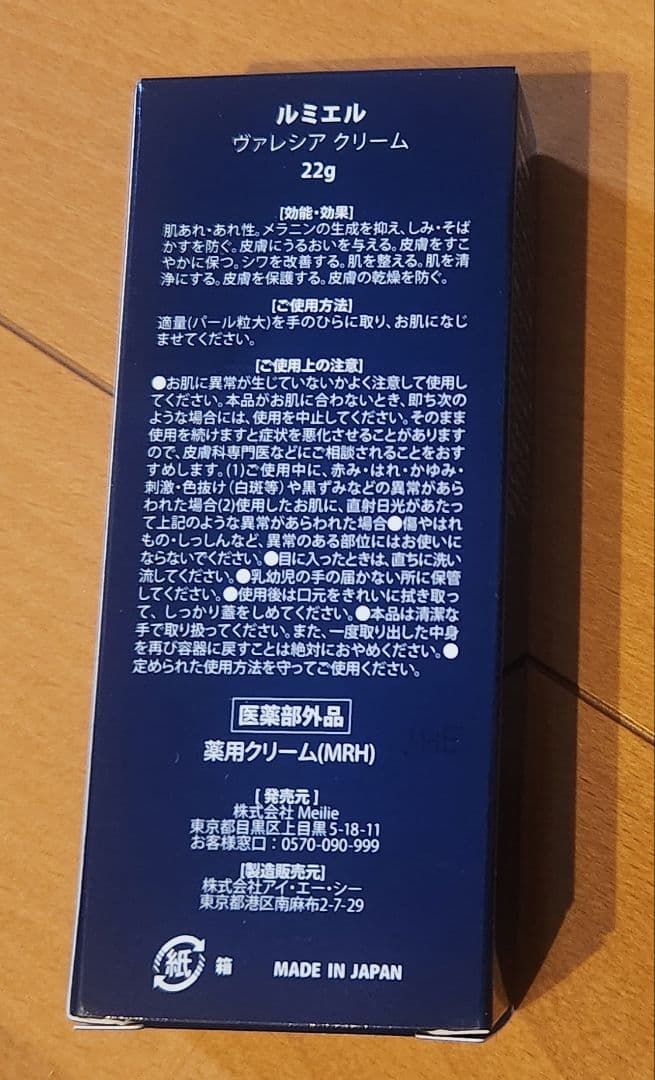 ルミエル
ヴァレシア クリーム
22g
[効能・効果]
肌あれ・あれ性。メラニンの生成を抑え、しみ・そば
かすを防ぐ。皮膚にうるおいを与える。皮膚をすこ
やかに保つ。シワを改善する。肌を整える。肌を清
浄にする。皮膚を保護する。皮膚の乾燥を防ぐ。
[ご使用方法]
適量(パール粒大)を手のひらに取り、お肌になじ
ませてください。
[ご使用上の注意]
●お肌に異常が生じていないかよく注意して使用し
てください。本品がお肌に合わないとき、即ち次の
ような場合には、使用を中止してください。そのまま
使用を続けますと症状を悪化させることがあります
ので、皮膚科専門医などにご相談されることをおす
すめします。(1)ご使用中に、赤み・はれ・かゆみ・
刺激・色抜け(白斑等)や黒ずみなどの異常があら
われた場合(2)使用したお肌に、直射日光があたっ
て上記のような異常があらわれた場合●傷やはれ
もの・しっしんなど、異常のある部位にはお使いに
ならないでください。●目に入ったときは、直ちに洗い
流してください。●乳幼児の手の届かない所に保管
してください。●使用後は口元をきれいに拭き取っ
て、しっかり蓋をしめてください。●本品は清潔な
手で取り扱ってください。また、一度取り出した中身
を再び容器に戻すことは絶対におやめください。●
定められた使用方法を守ってご使用ください。
医薬部外品
薬用クリーム(MRH)
[ 発売元 ]
株式会社 Meilie
東京都目黒区上目黒5-18-11
お客様窓口：0570-090-999
[製造販売元]
株式会社アイ・エー・シー
東京都港区南麻布2-7-29
紙 箱 MADE IN JAPAN